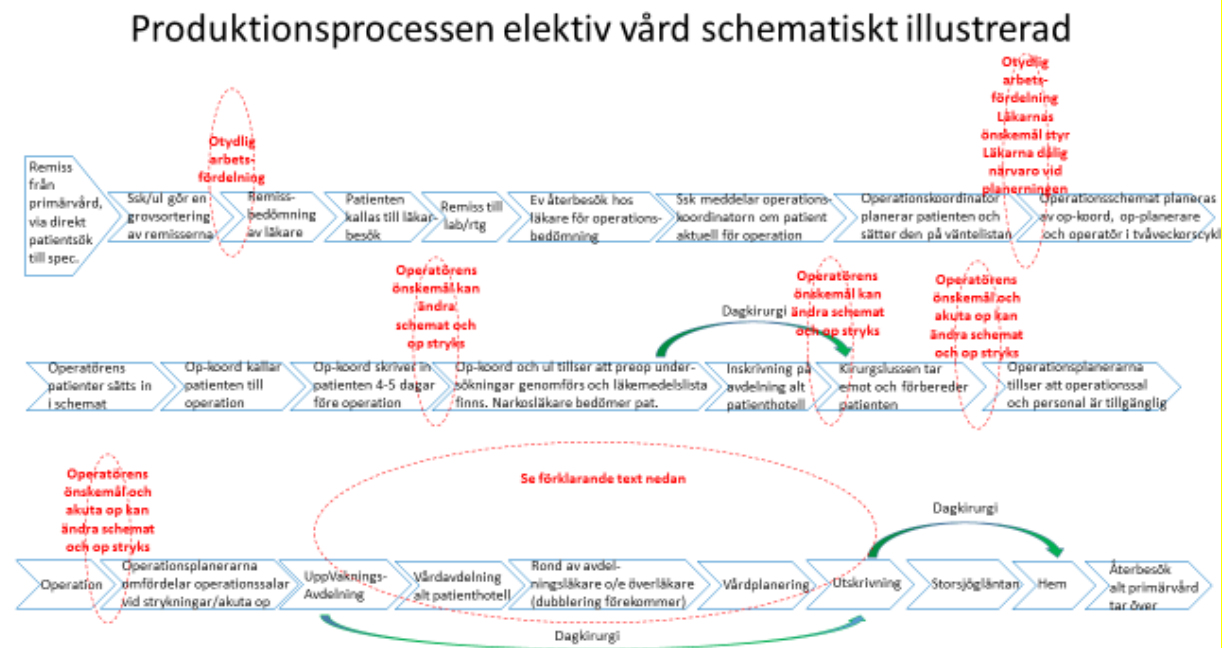 Produktionsprocessen elektiv vård schematiskt illustrerad
Otydlig
arbets-
fördelning
Otydlig
arbets-
fördelning
Läkarnas
önskemål styr
Läkarna dålig
närvaro vid
planerningen
Remiss
från
primärvård,
via direkt
patientsök
till spec.
Ssk/ul gör en
grovsortering
av remisserna
Remiss-
bedömning
av läkare
Patienten
kallas till läkar-
besök
Remiss till
lab/rtg
Ev återbesök hos
läkare för operations-
bedömning
Ssk meddelar operations-
koordinatorn om patient
aktuell för operation
Operationskoordinator
planerar patienten och
sätter den på väntelistan
Operationsschemat planeras
av op-koord, op-planerare
och operatör i tvåveckorscykl
Operatörens
önskemål kan
ändra
schemat och
op stryks
Dagkirurgi
Operatörens
önskemål kan
ändra schemat
och op stryks
Operatörens
önskemål och
akuta op kan
ändra schemat
och op stryks
Operatörens
patienter sätts in
i schemat
Op-koord kallar
patienten till
operation
Op-koord skriver in
patienten 4-5 dagar
före operation
Op-koord och ul tillser att preop under-
sökningar genomförs och läkemedelslista
finns. Narkosläkare bedömer pat.
Inskrivning på
avdelning alt
patienthotell
Kirurgslussen tar
emot och förbereder
patienten
Operationsplanerarna
tillser att operationssal
och personal är tillgänglig
Operatörens
önskemål och
akuta op kan
ändra schemat
och op stryks
Se förklarande text nedan
Dagkirurgi
Operation
Operationsplanerarna
omfördelar operationssalar
vid strykningar/akuta op
UppVaknings-
Avdelning
Vårdavdelning
alt patienthotell
Rond av avdel-
ningsläkare o/e överläkare
(dubblering förekommer)
Vårdplanering
Utskrivning
Storsjögläntan
Hem
Återbesök
alt primärvård
tar över
Dagkirurgi